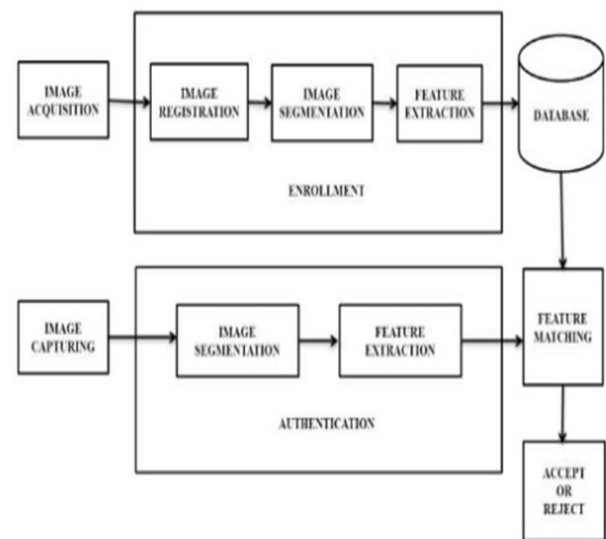 IMAGE
ACQUISITION
IMAGE
REGISTRATION
IMAGE
SEGMENTATION
FEATURE
EXTRACTION
DATABASE
ENROLLMENT
IMAGE
CAPTURING
IMAGE
SEGMENTATION
FEATURE
EXTRACTION
FEATURE
MATCHING
AUTHENTICATION
ACCEPT
OR
REJECT